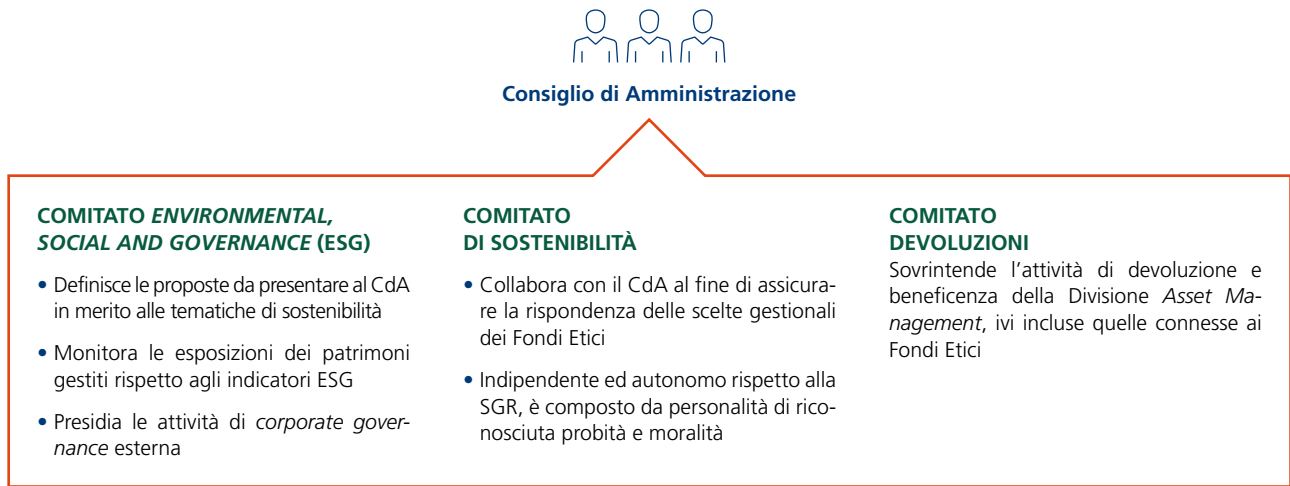 Consiglio di Amministrazione
COMITATO ENVIRONMENTAL,
SOCIAL AND GOVERNANCE (ESG)
• Definisce le proposte da presentare al CdA
in merito alle tematiche di sostenibilità
• Monitora le esposizioni dei patrimoni
gestiti rispetto agli indicatori ESG
• Presidia le attività di corporate gover-
nance esterna
COMITATO
DI SOSTENIBILITÀ
• Collabora con il CdA al fine di assicura-
re la rispondenza delle scelte gestionali
dei Fondi Etici
• Indipendente ed autonomo rispetto alla
SGR, è composto da personalità di rico-
nosciuta probità e moralità
COMITATO
DEVOLUZIONI
Sovrintende l’attività di devoluzione e
beneficenza della Divisione Asset Ma-
nagement, ivi incluse quelle connesse ai
Fondi Etici